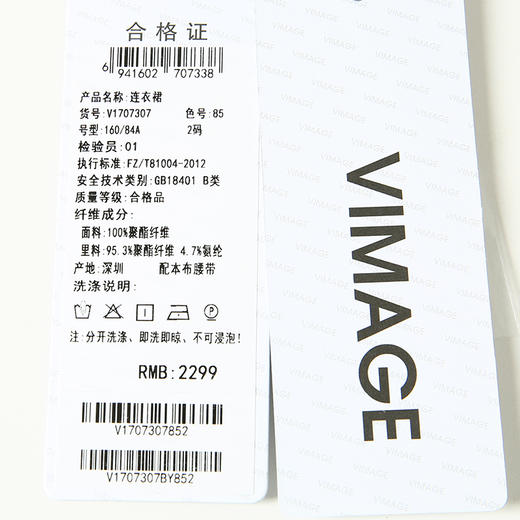 合格证
6 941602 707338
产品名称:连衣裙
货号:V1707307 色号:85
号型:160/84A 2码
检验员:01
执行标准:FZ/T81004-2012
安全技术类别:GB18401 B类
质量等级:合格品
纤维成分:
面料:100%聚酯纤维
里料:95.3%聚酯纤维 4.7%氨纶
产地:深圳 配本布腰带
洗涤说明:
注:分开洗涤、即洗即晾、不可浸泡!
RMB:2299
V1707307852
V1707307BY852
VIMAGE